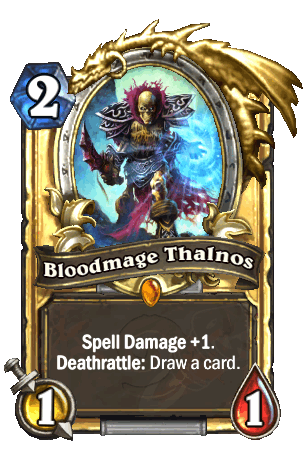 2
Bloodmage Thalnos
Spell Damage +1.
Deathrattle: Draw a card.
1
1